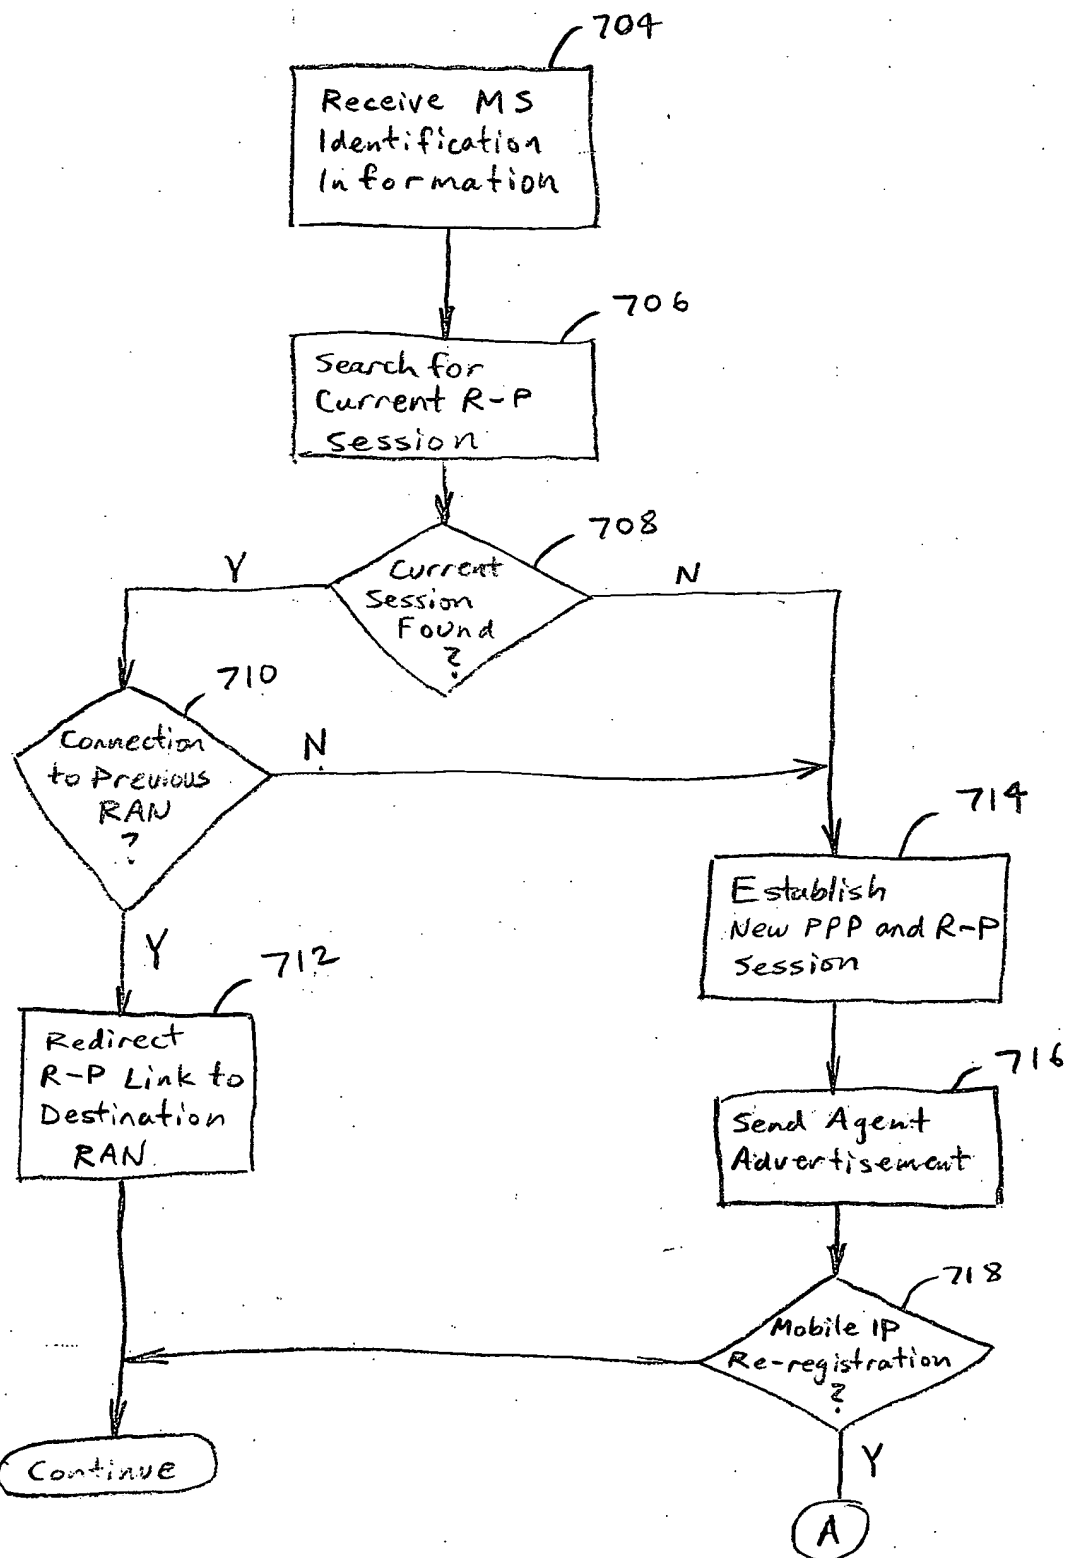 704
Receive MS
Identification
Information
706
Search for
Current R-P
Session
708
Current
Session
Found
?
Y
N
710
Connection
to Previous
RAN
?
N
Y
712
Redirect
R-P Link to
Destination
RAN
714
Establish
New PPP and R-P
Session
716
Send Agent
Advertisement
718
Mobile IP
Re-registration
?
Y
Continue
A